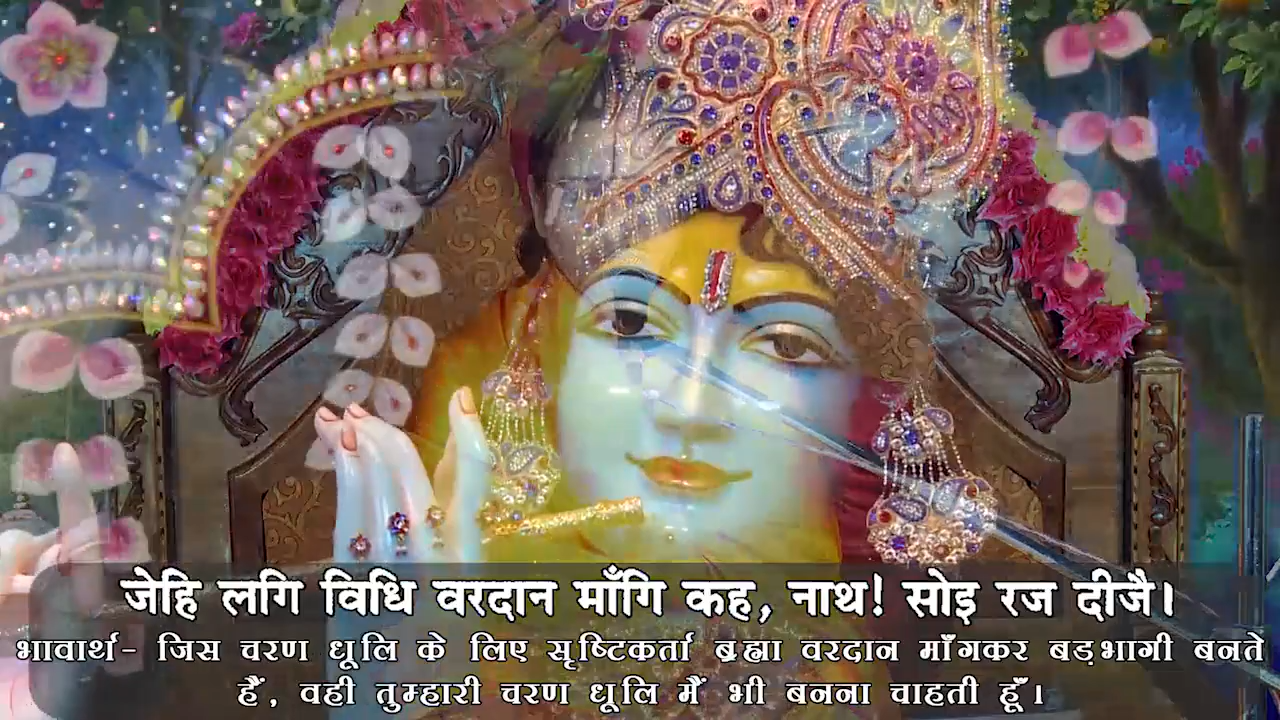 जेहि लगि विधि वरदान माँगि कह, नाथ! सोइ रज दीजै।
भावार्थ- जिस चरण धूलि के लिए सृष्टिकर्ता ब्रह्मा वरदान माँगकर बड़भागी बनते
हैं, वही तुम्हारी चरण धूलि मैं भी बनना चाहती हूँ।